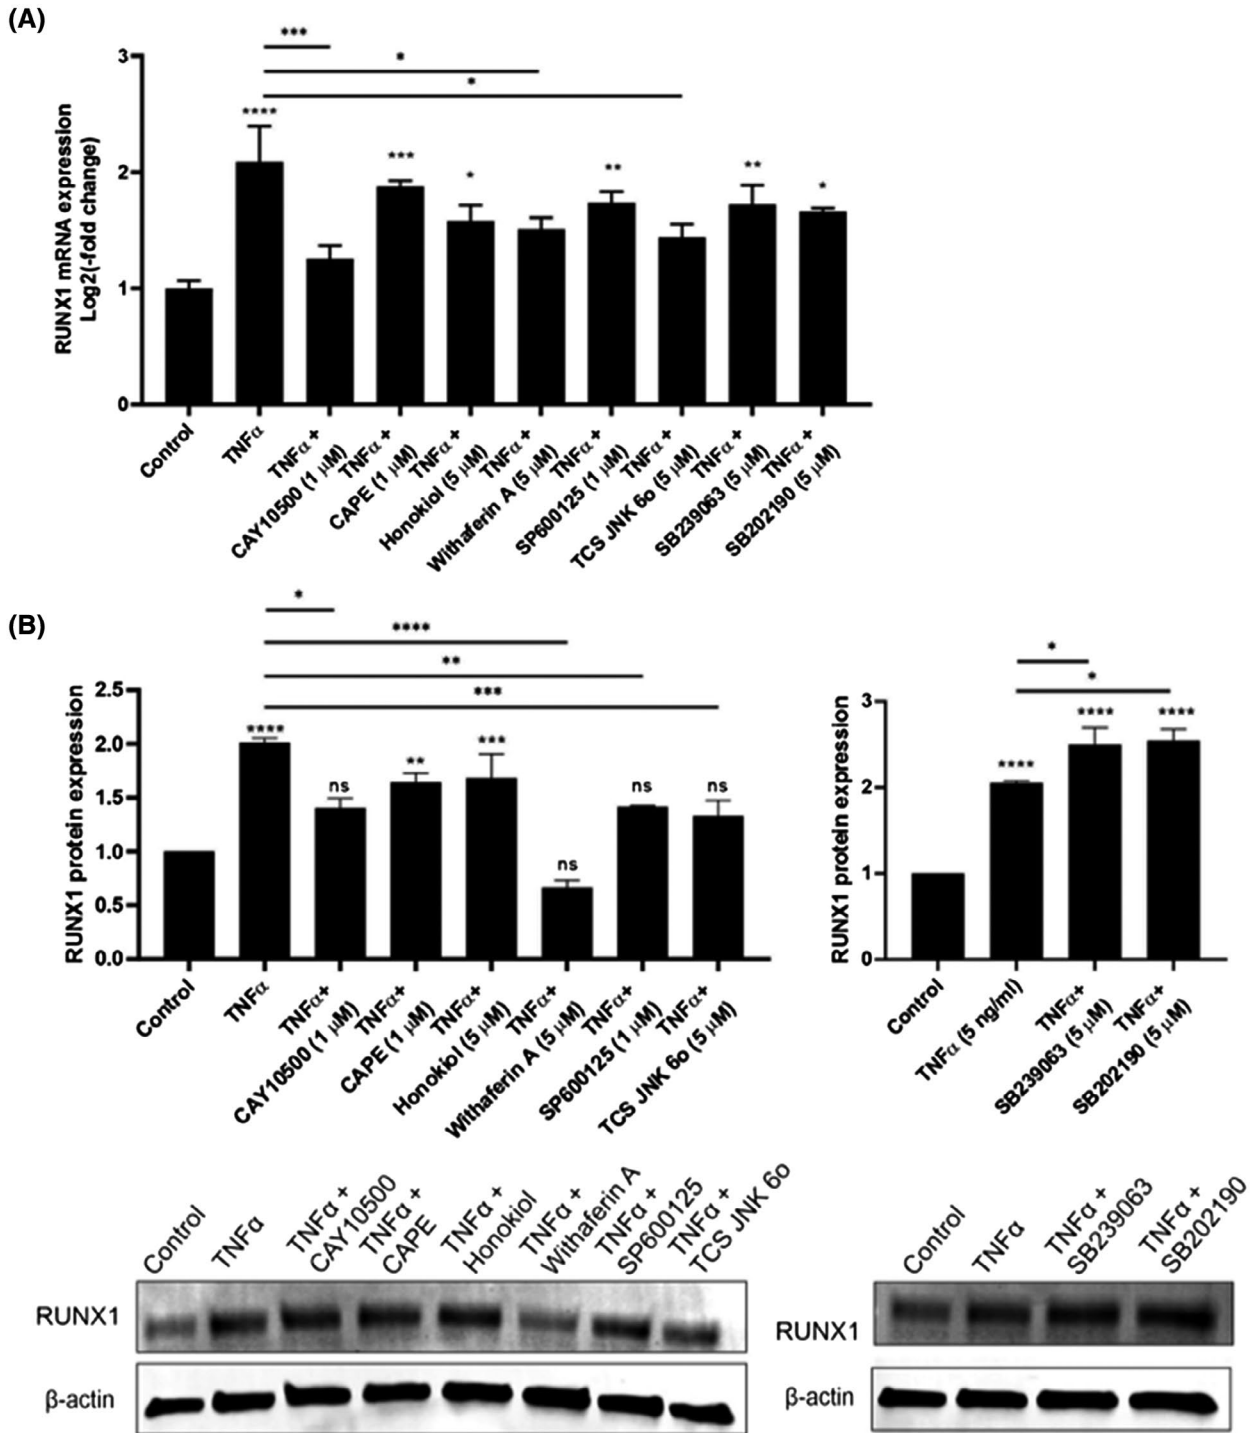 (A)
***
*
*
3
2
1
0
RUNX1 mRNA expression
Log2(-fold change)
****
***
*
**
**
*
Control
TNFα
TNFα +
CAY10500 (1 μM)
TNFα +
CAPE (1 μM)
TNFα +
Honokiol (5 μM)
TNFα +
Withaferin A (5 μM)
TNFα +
SP600125 (1 μM)
TNFα +
TCS JNK 6o (5 μM)
TNFα +
SB239063 (5 μM)
TNFα +
SB202190 (5 μM)
(B)
*
****
**
***
2.5
2.0
1.5
1.0
0.5
0.0
RUNX1 protein expression
****
ns
**
***
ns
ns
ns
Control
TNFα
TNFα+
CAY10500 (1 μM)
TNFα+
CAPE (1 μM)
TNFα+
Honokiol (5 μM)
TNFα+
Withaferin A (5 μM)
TNFα+
SP600125 (1 μM)
TNFα+
TCS JNK 6o (5 μM)
*
*
3
2
1
0
RUNX1 protein expression
****
****
****
Control
TNFα (5 ng/ml)
TNFα+
SB239063 (5 μM)
TNFα+
SB202190 (5 μM)
Control
TNFα
TNFα +
CAY10500
TNFα +
CAPE
TNFα +
Honokiol
TNFα +
Withaferin A
TNFα +
SP600125
TNFα +
TCS JNK 6o
RUNX1
β-actin
Control
TNFα
TNFα +
SB239063
TNFα +
SB202190
RUNX1
β-actin